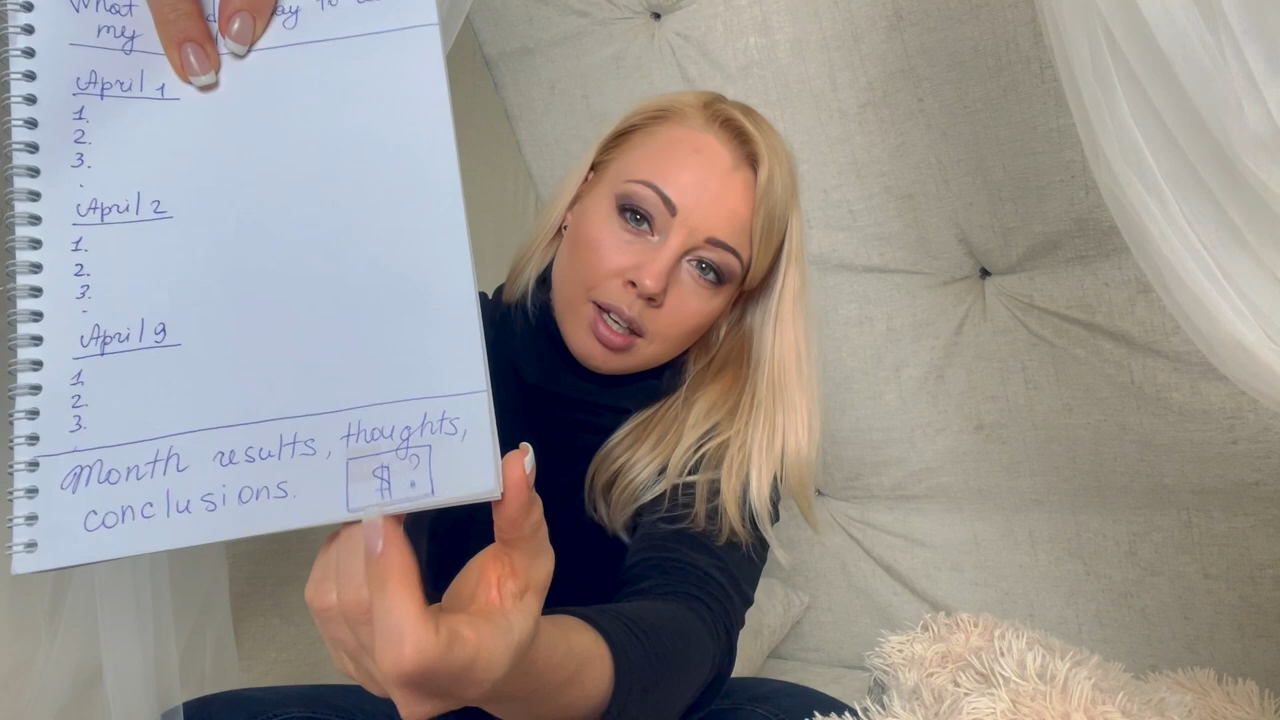 What
my
April 1
1.
2.
3.
.
April 2
1.
2.
3.
.
April 9
1.
2.
3.
Month results, thoughts,
conclusions.
$ ?